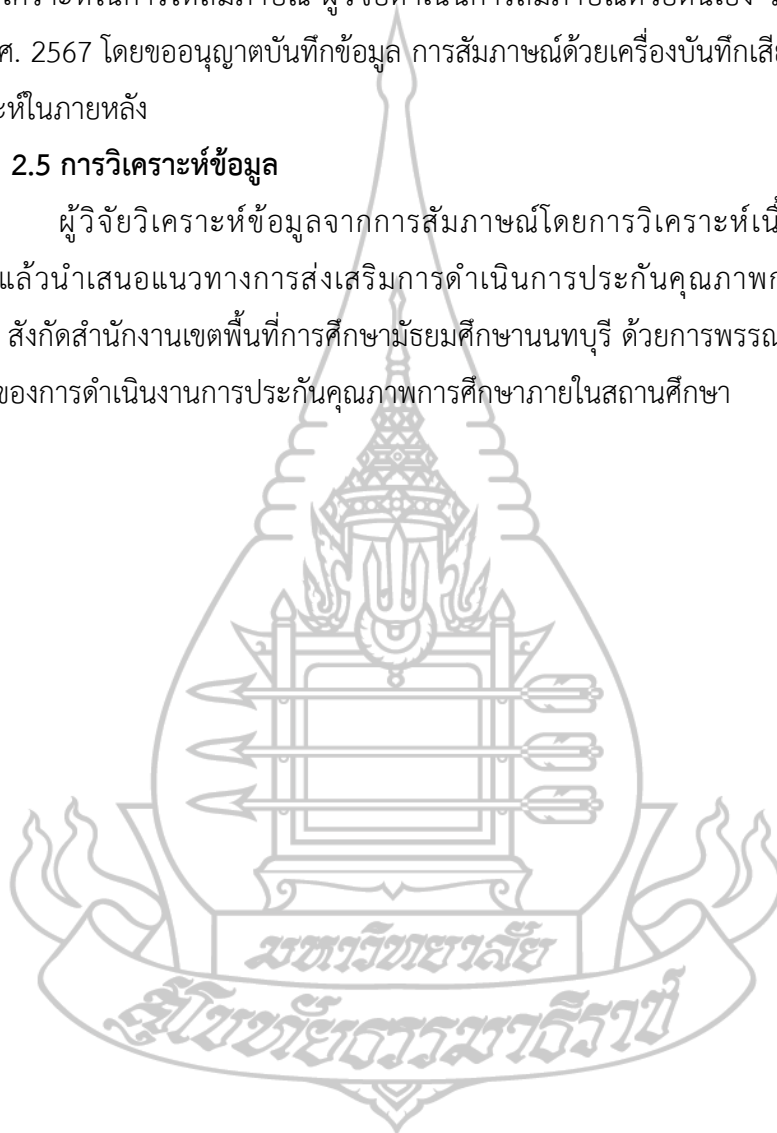 ศ. 2567 โดยขออนุญาตบันทึกข้อมูล การสัมภาษณ์ด้วยเครื่องบันทึกเสีย
ะห์ในภายหลัง
2.5 การวิเคราะห์ข้อมูล
ผู้วิจัยวิเคราะห์ข้อมูลจากการสัมภาษณ์โดยการวิเคราะห์เนื้
แล้วนำเสนอแนวทางการส่งเสริมการดำเนินการประกันคุณภาพก
สังกัดสำนักงานเขตพื้นที่การศึกษามัธยมศึกษานนทบุรี ด้วยการพรรณ
ของการดำเนินงานการประกันคุณภาพการศึกษาภายในสถานศึกษา
มหาวิทยาลัย
สุโขทัยธรรมาธิราช